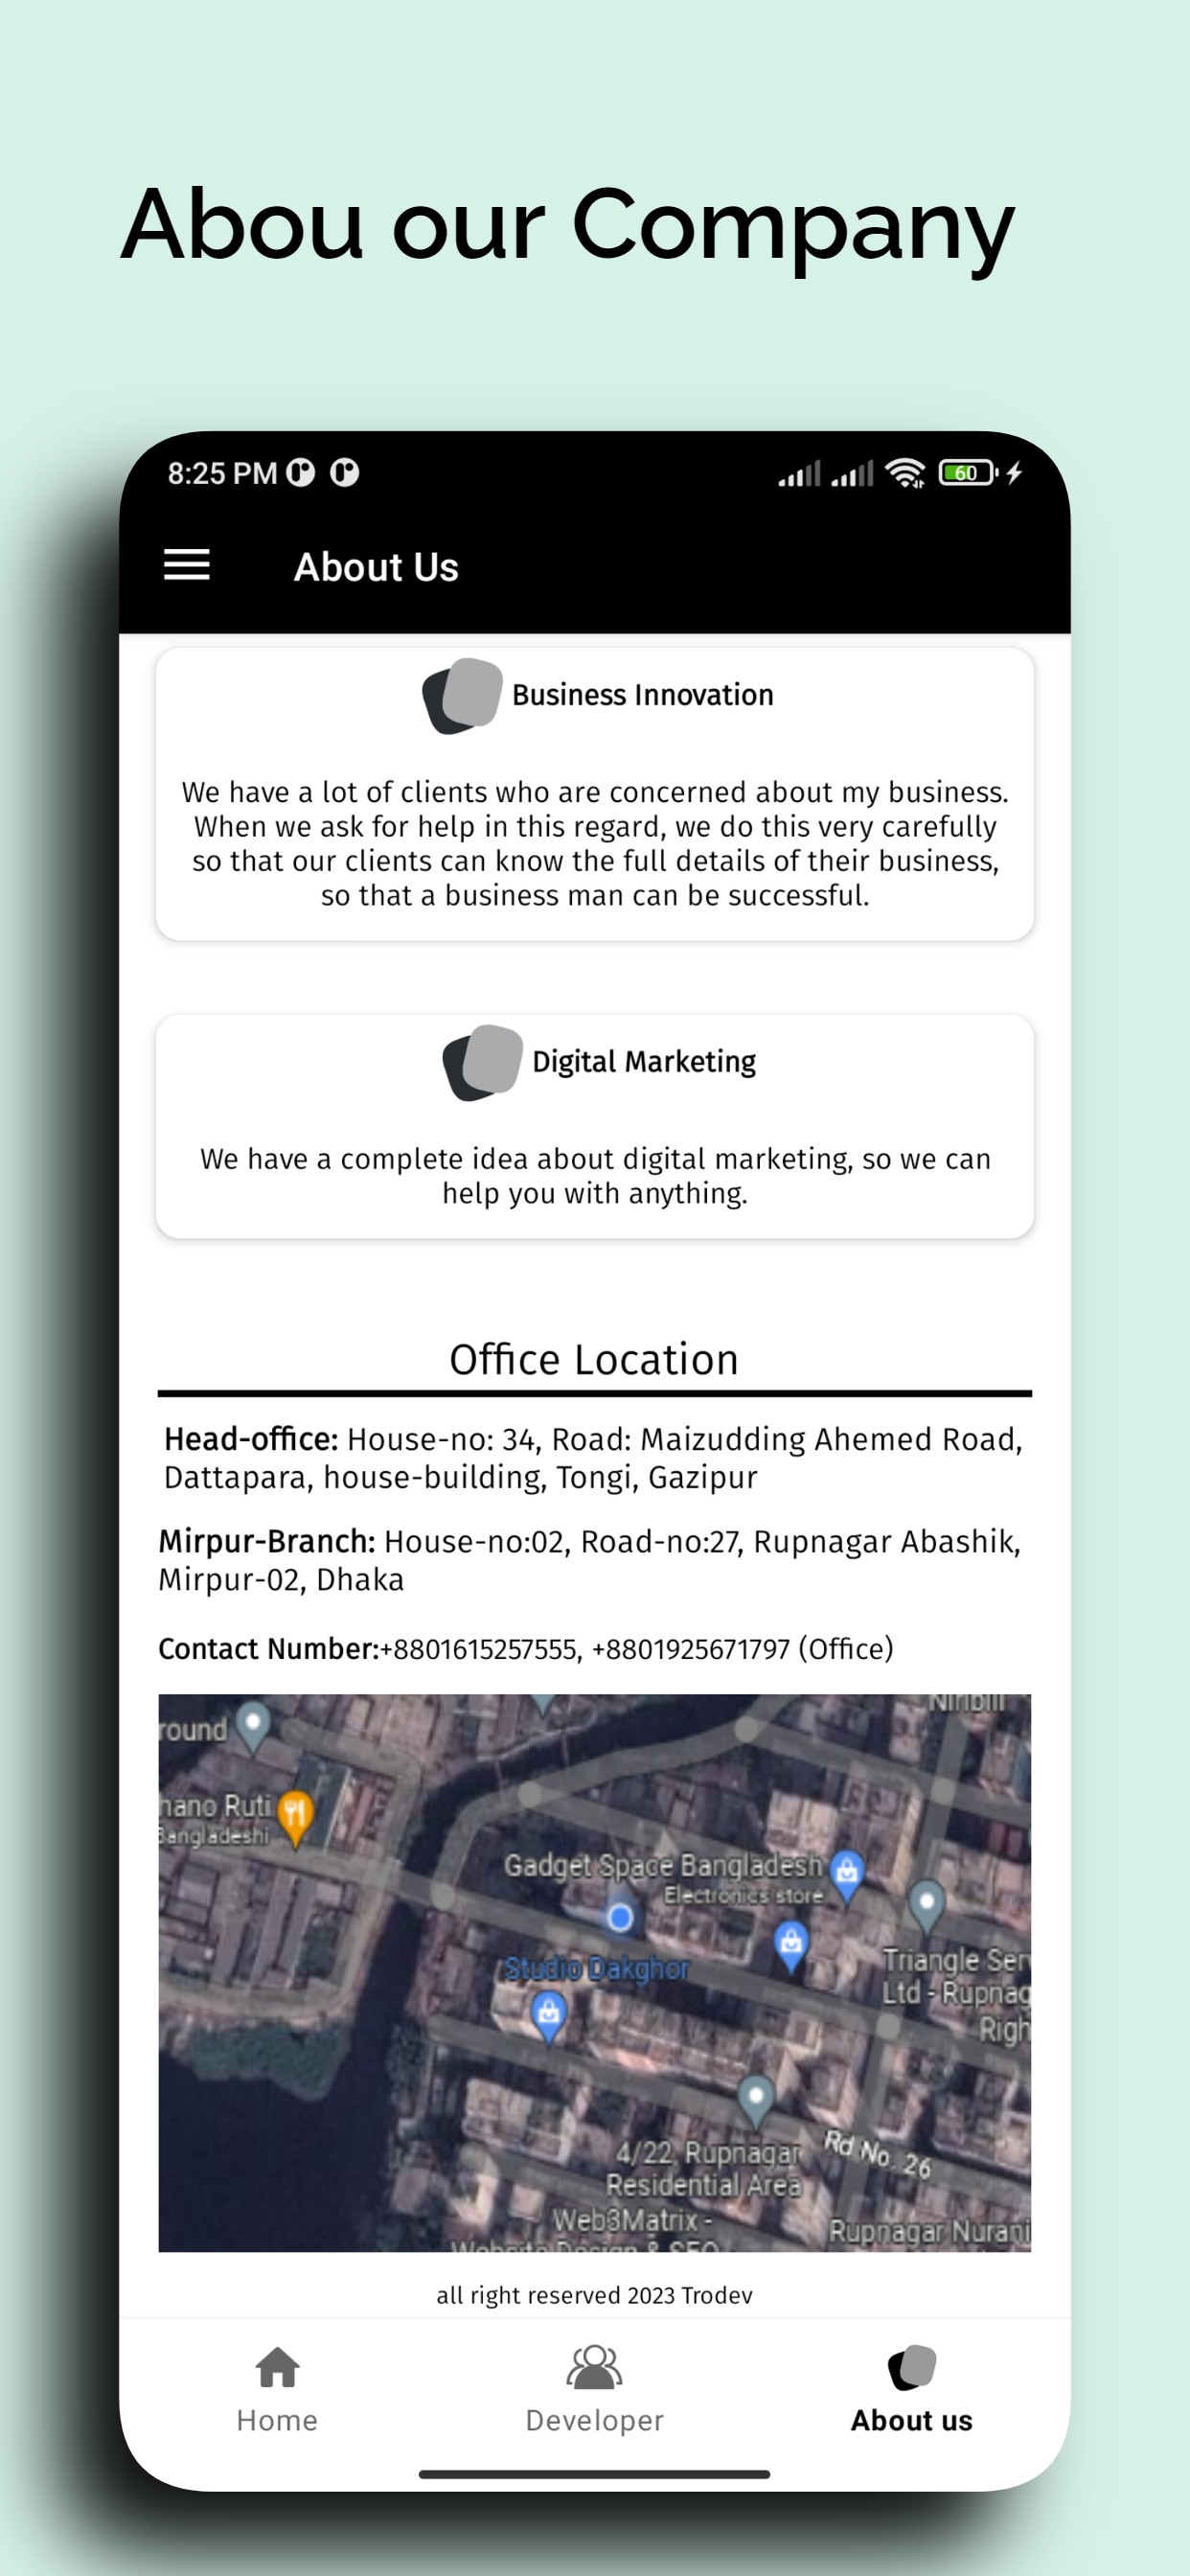 Abou our Company
8:25 PM
60
About Us
Business Innovation
We have a lot of clients who are concerned about my business.
When we ask for help in this regard, we do this very carefully
so that our clients can know the full details of their business,
so that a business man can be successful.
Digital Marketing
We have a complete idea about digital marketing, so we can
help you with anything.
Office Location
Head-office: House-no: 34, Road: Maizudding Ahemed Road,
Dattapara, house-building, Tongi, Gazipur
Mirpur-Branch: House-no:02, Road-no:27, Rupnagar Abashik,
Mirpur-02, Dhaka
Contact Number:+8801615257555, +8801925671797 (Office)
Niribili
round
hano Ruti
Bangladeshi
Gadget Space Bangladesh
Electronics store
Studio Dakghor
Triangle Ser
Ltd - Rupnag
Righ
4/22, Rupnagar
Residential Area
Rd No. 26
Web3Matrix -
Website Design & SEO
Rupnagar Nurani
all right reserved 2023 Trodev
Home
Developer
About us